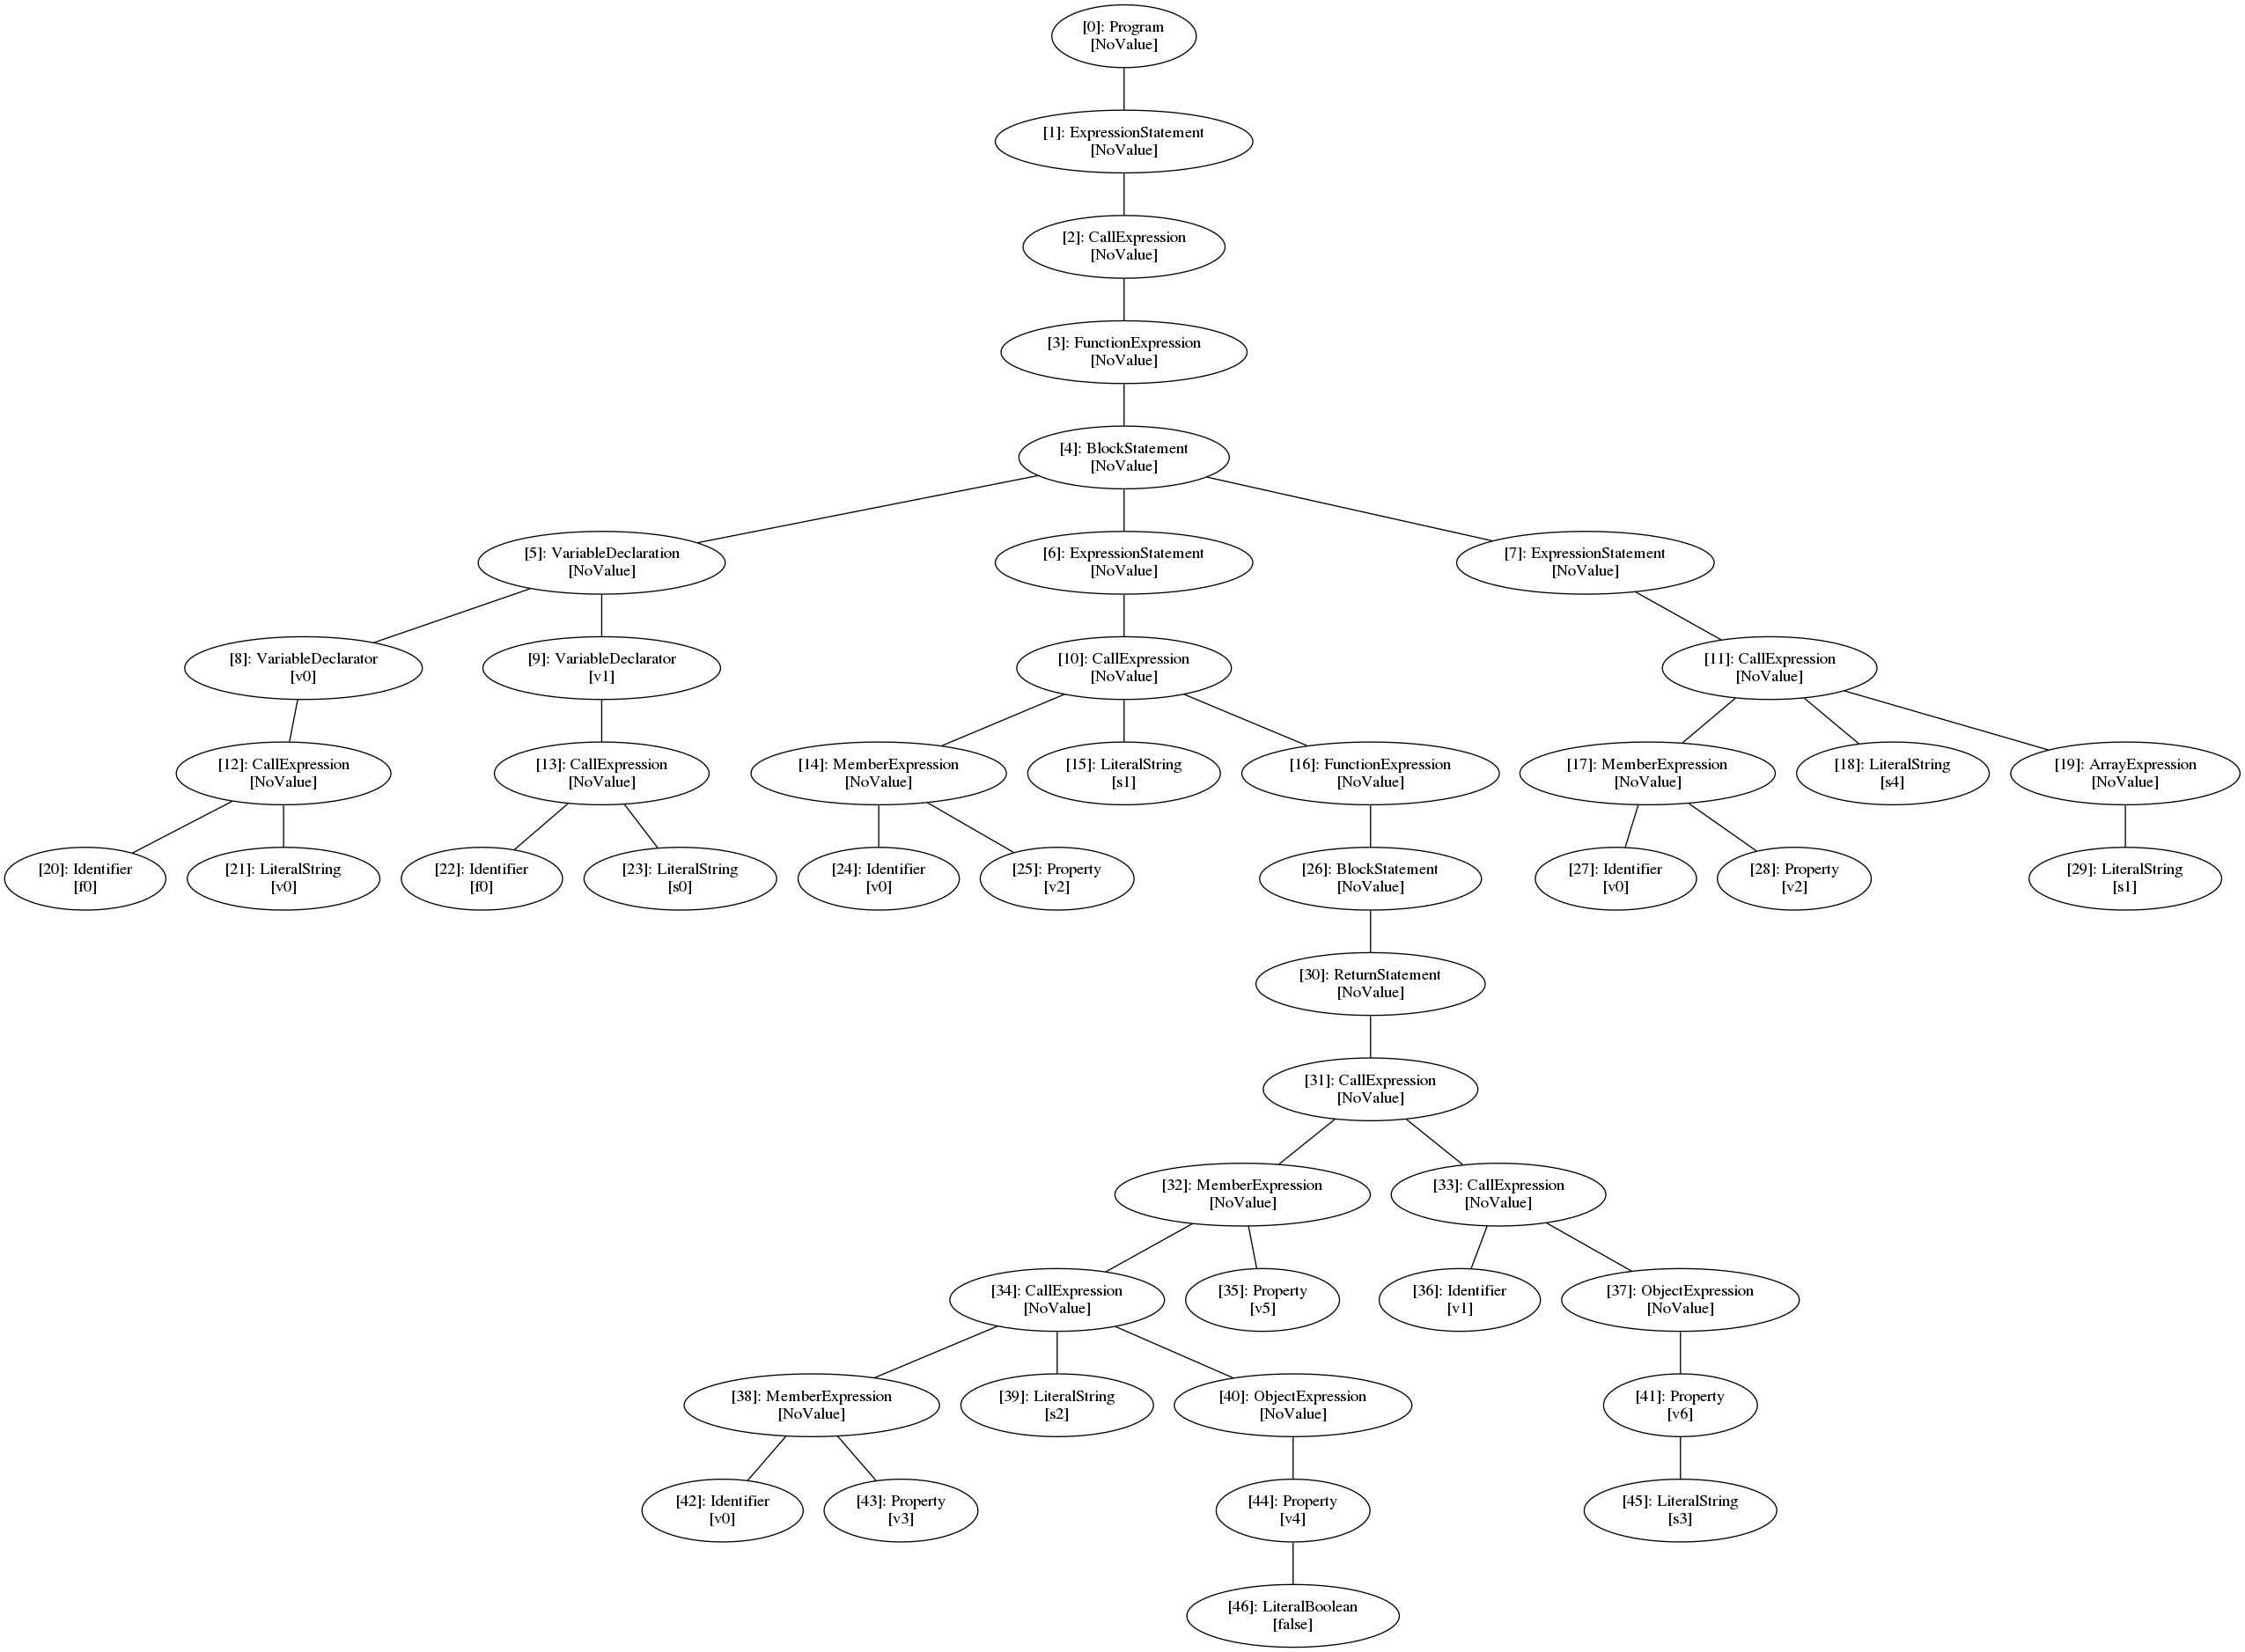 [0]: Program
[NoValue]
[1]: ExpressionStatement
[NoValue]
[2]: CallExpression
[NoValue]
[3]: FunctionExpression
[NoValue]
[4]: BlockStatement
[NoValue]
[5]: VariableDeclaration
[NoValue]
[6]: ExpressionStatement
[NoValue]
[7]: ExpressionStatement
[NoValue]
[8]: VariableDeclarator
[v0]
[9]: VariableDeclarator
[v1]
[10]: CallExpression
[NoValue]
[11]: CallExpression
[NoValue]
[12]: CallExpression
[NoValue]
[13]: CallExpression
[NoValue]
[14]: MemberExpression
[NoValue]
[15]: LiteralString
[s1]
[16]: FunctionExpression
[NoValue]
[17]: MemberExpression
[NoValue]
[18]: LiteralString
[s4]
[19]: ArrayExpression
[NoValue]
[20]: Identifier
[f0]
[21]: LiteralString
[v0]
[22]: Identifier
[f0]
[23]: LiteralString
[s0]
[24]: Identifier
[v0]
[25]: Property
[v2]
[26]: BlockStatement
[NoValue]
[27]: Identifier
[v0]
[28]: Property
[v2]
[29]: LiteralString
[s1]
[30]: ReturnStatement
[NoValue]
[31]: CallExpression
[NoValue]
[32]: MemberExpression
[NoValue]
[33]: CallExpression
[NoValue]
[34]: CallExpression
[NoValue]
[35]: Property
[v5]
[36]: Identifier
[v1]
[37]: ObjectExpression
[NoValue]
[38]: MemberExpression
[NoValue]
[39]: LiteralString
[s2]
[40]: ObjectExpression
[NoValue]
[41]: Property
[v6]
[42]: Identifier
[v0]
[43]: Property
[v3]
[44]: Property
[v4]
[45]: LiteralString
[s3]
[46]: LiteralBoolean
[false]